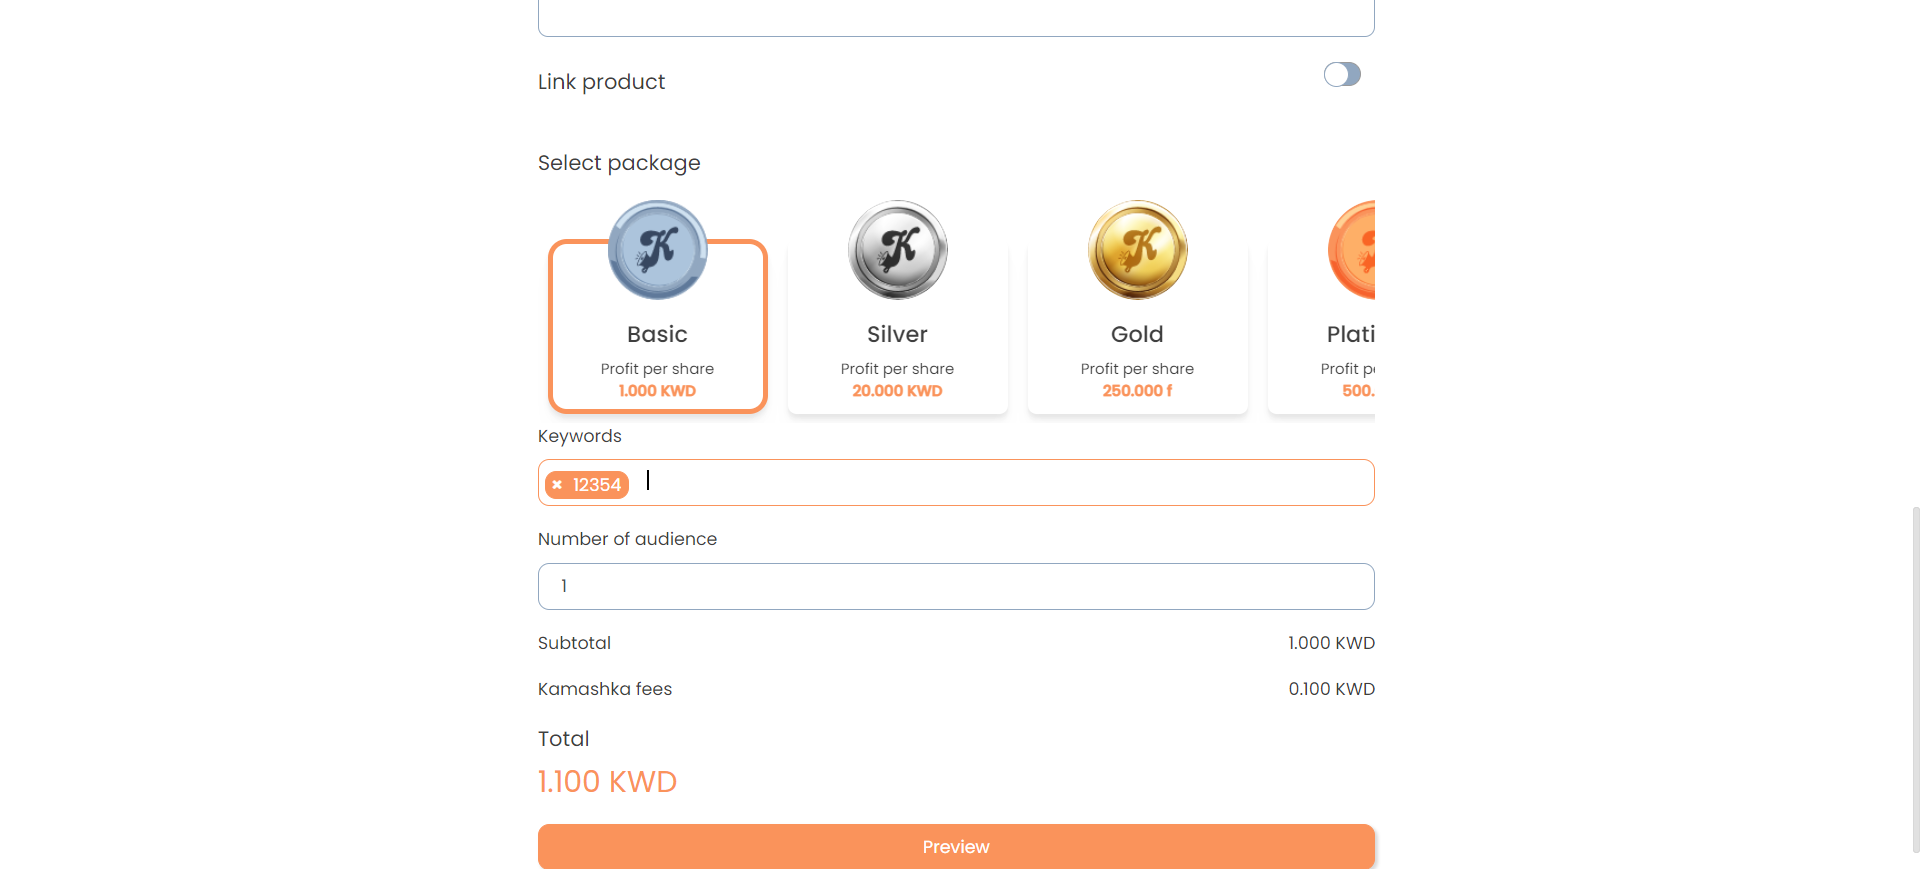 Link product
Select package
Basic
Profit per share
1.000 KWD
Silver
Profit per share
20.000 KWD
Gold
Profit per share
250.000 f
Plati
Profit pe
500.
Keywords
✖ 12354
Number of audience
1
Subtotal 1.000 KWD
Kamashka fees 0.100 KWD
Total
1.100 KWD
Preview